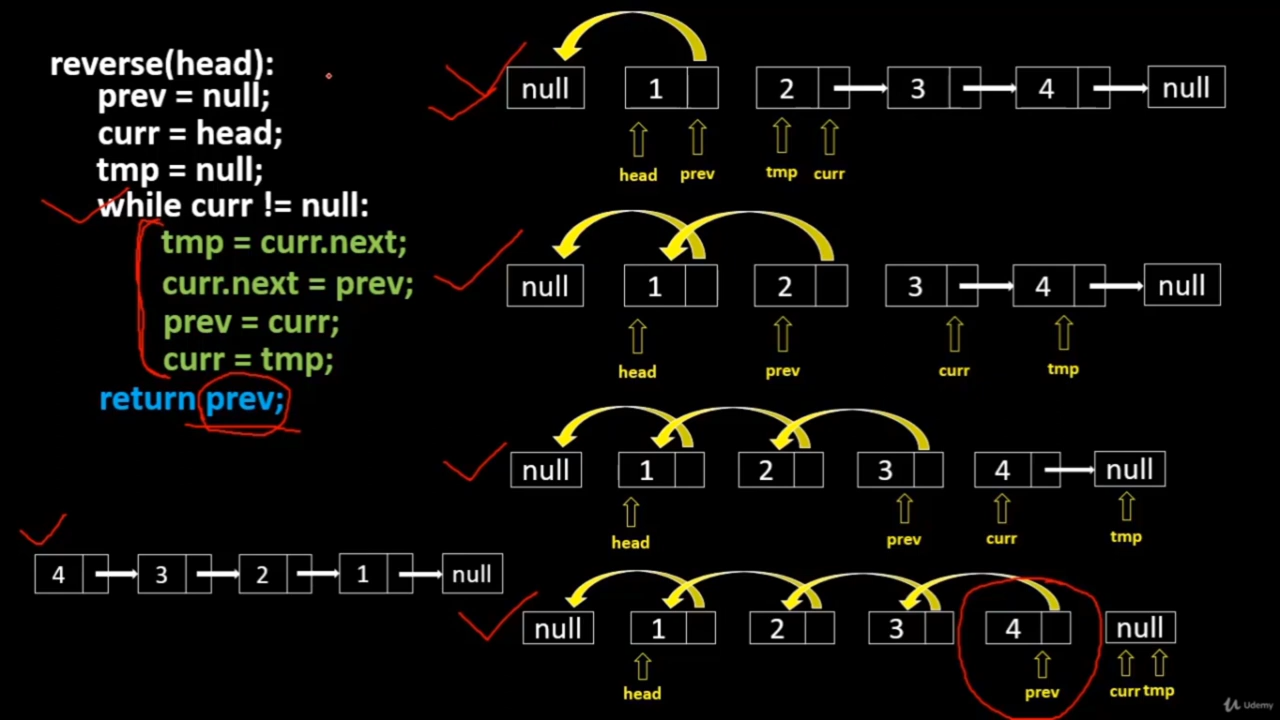 reverse(head):
prev = null;
curr = head;
tmp = null;
while curr != null:
tmp = curr.next;
curr.next = prev;
prev = curr;
curr = tmp;
return prev;
null 1 2 3 4 null
head prev tmp curr
null 1 2 3 4 null
head prev curr tmp
null 1 2 3 4 null
head prev curr tmp
4 3 2 1 null
null 1 2 3 4 null
head prev curr tmp
Udemy